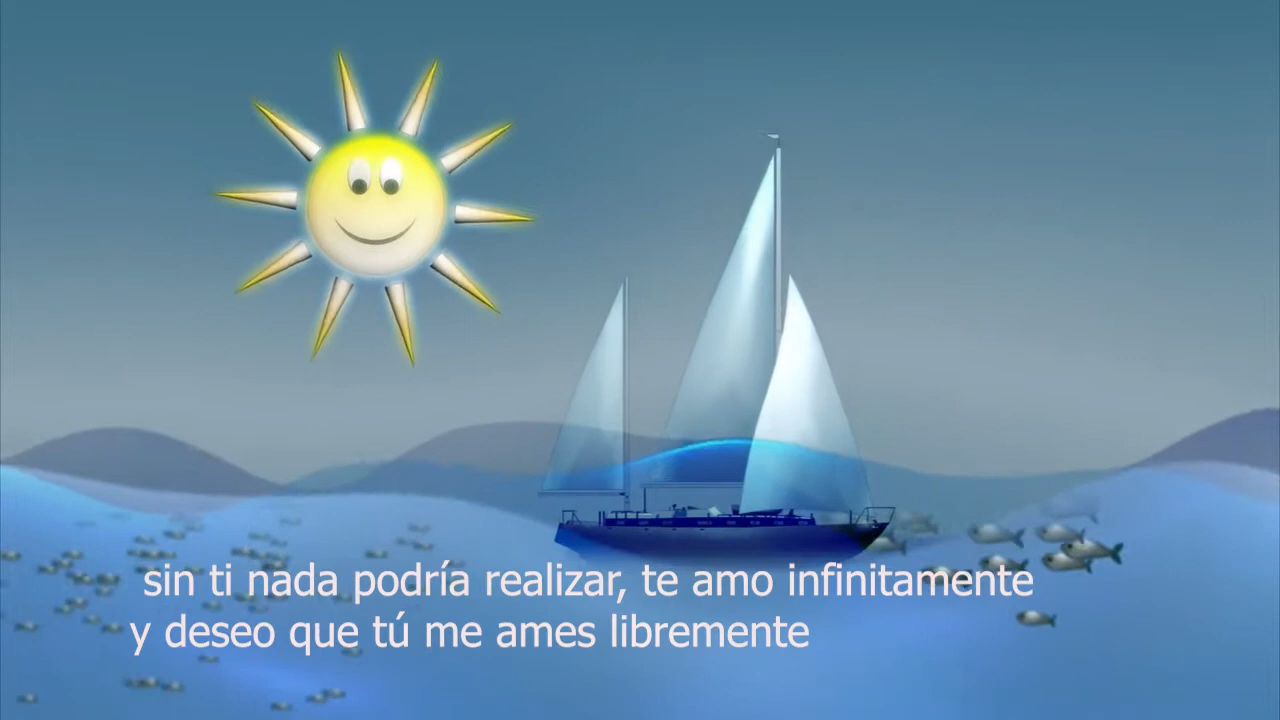 sin ti nada podría realizar, te amo infinitamente
y deseo que tú me ames libremente